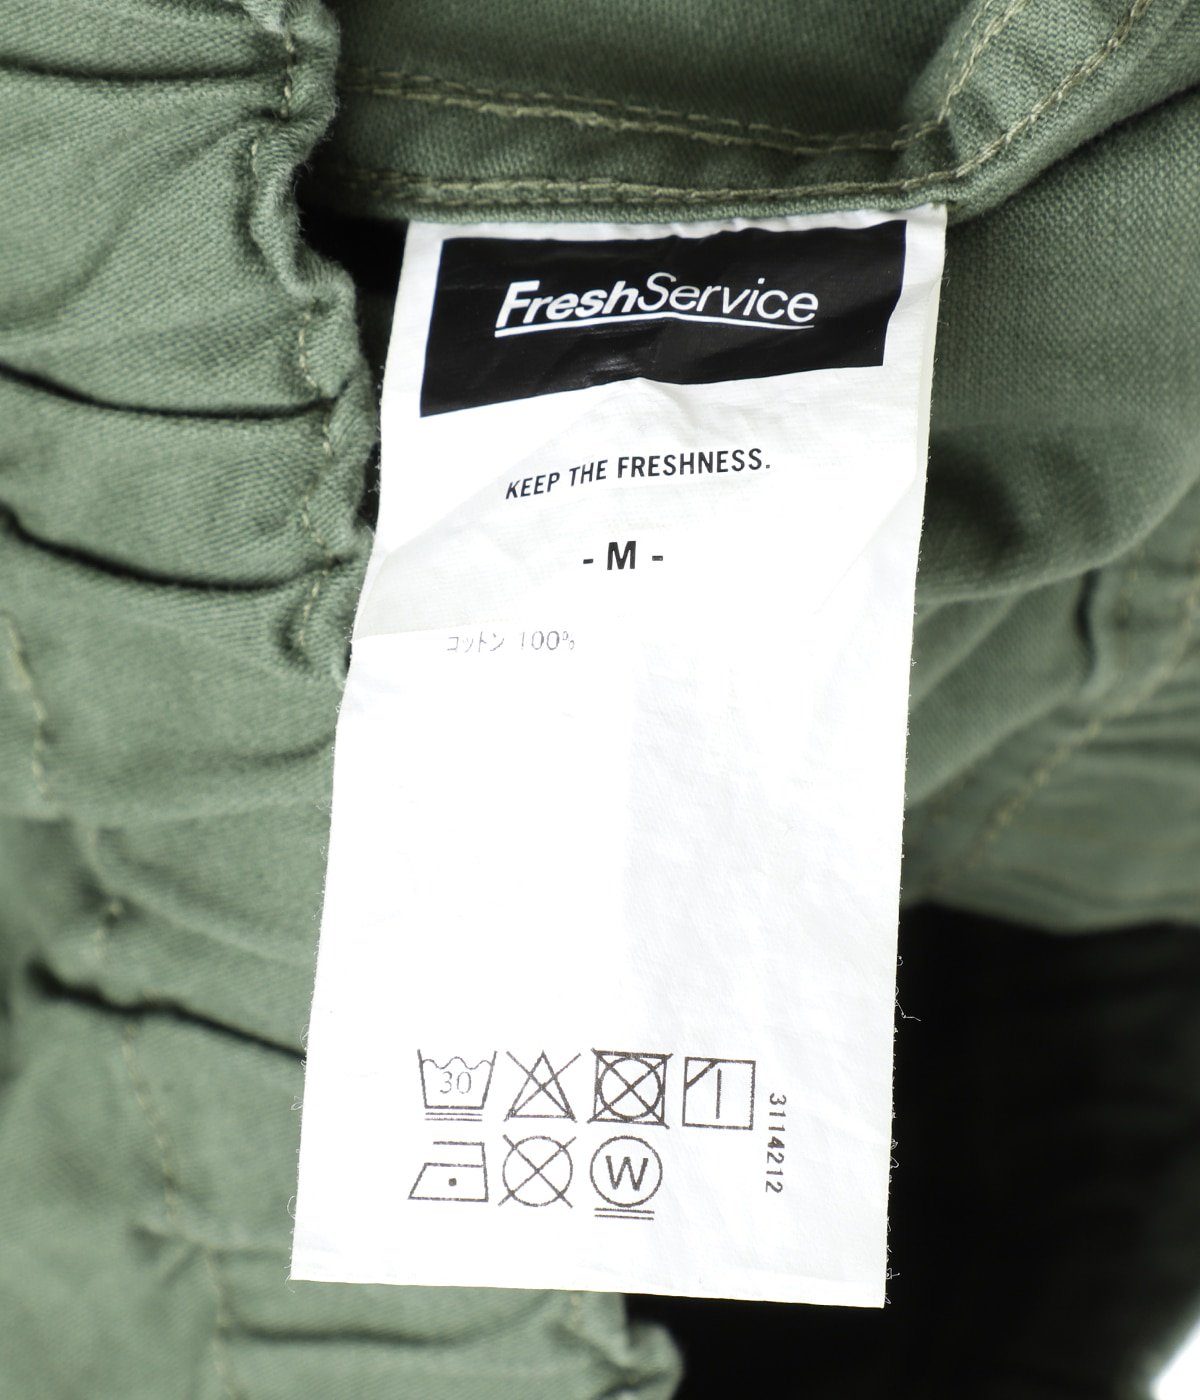 FreshService
KEEP THE FRESHNESS.
- M -
コットン 100%
30
W
3114212